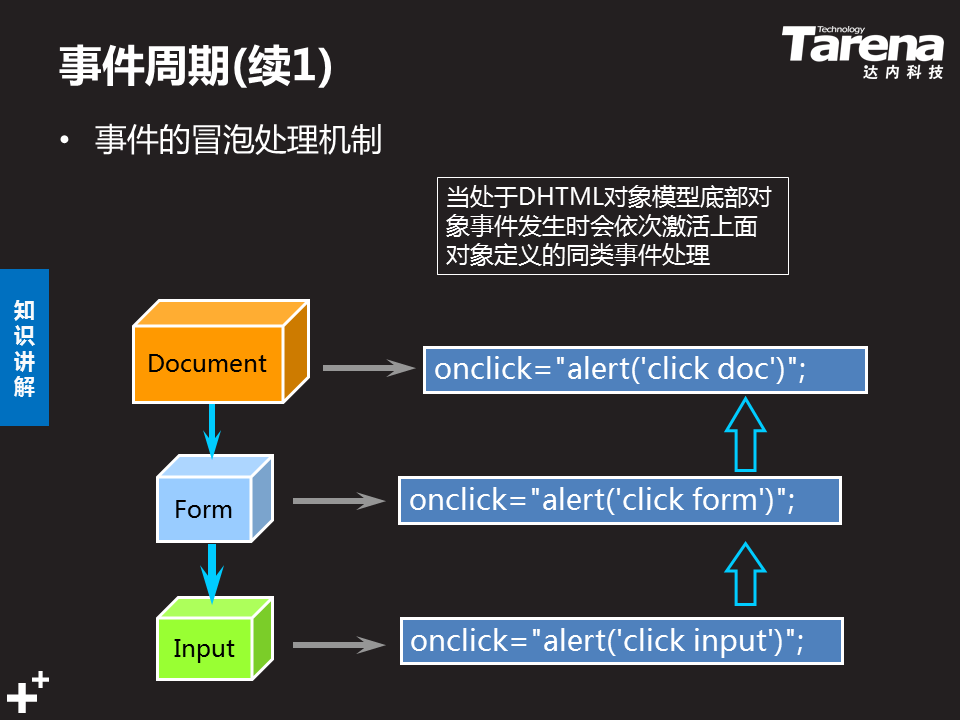 事件周期(续1)
Technology
Tarena
达内科技
• 事件的冒泡处理机制
当处于DHTML对象模型底部对
象事件发生时会依次激活上面
对象定义的同类事件处理
知
识
讲
解
Document
onclick="alert('click doc')";
Form
onclick="alert('click form')";
Input
onclick="alert('click input')";